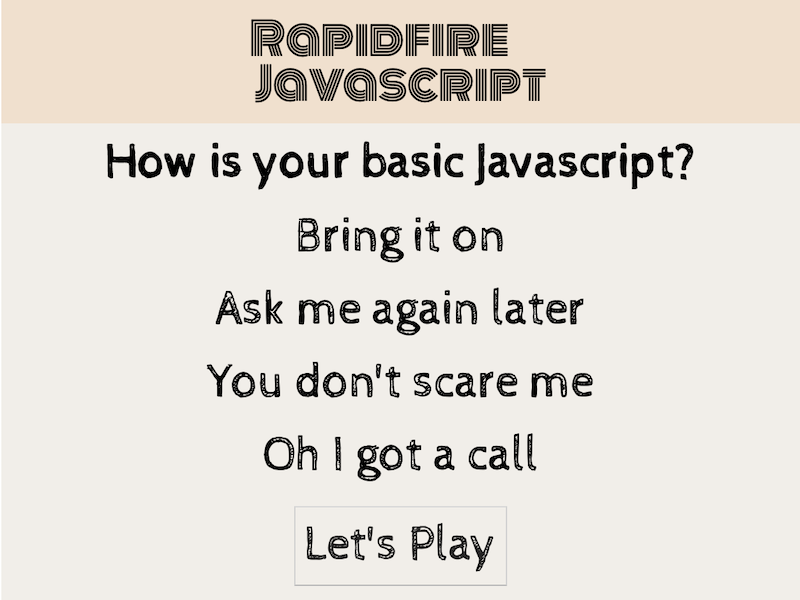 Rapidfire
Javascript
How is your basic Javascript?
Bring it on
Ask me again later
You don't scare me
Oh I got a call
Let's Play